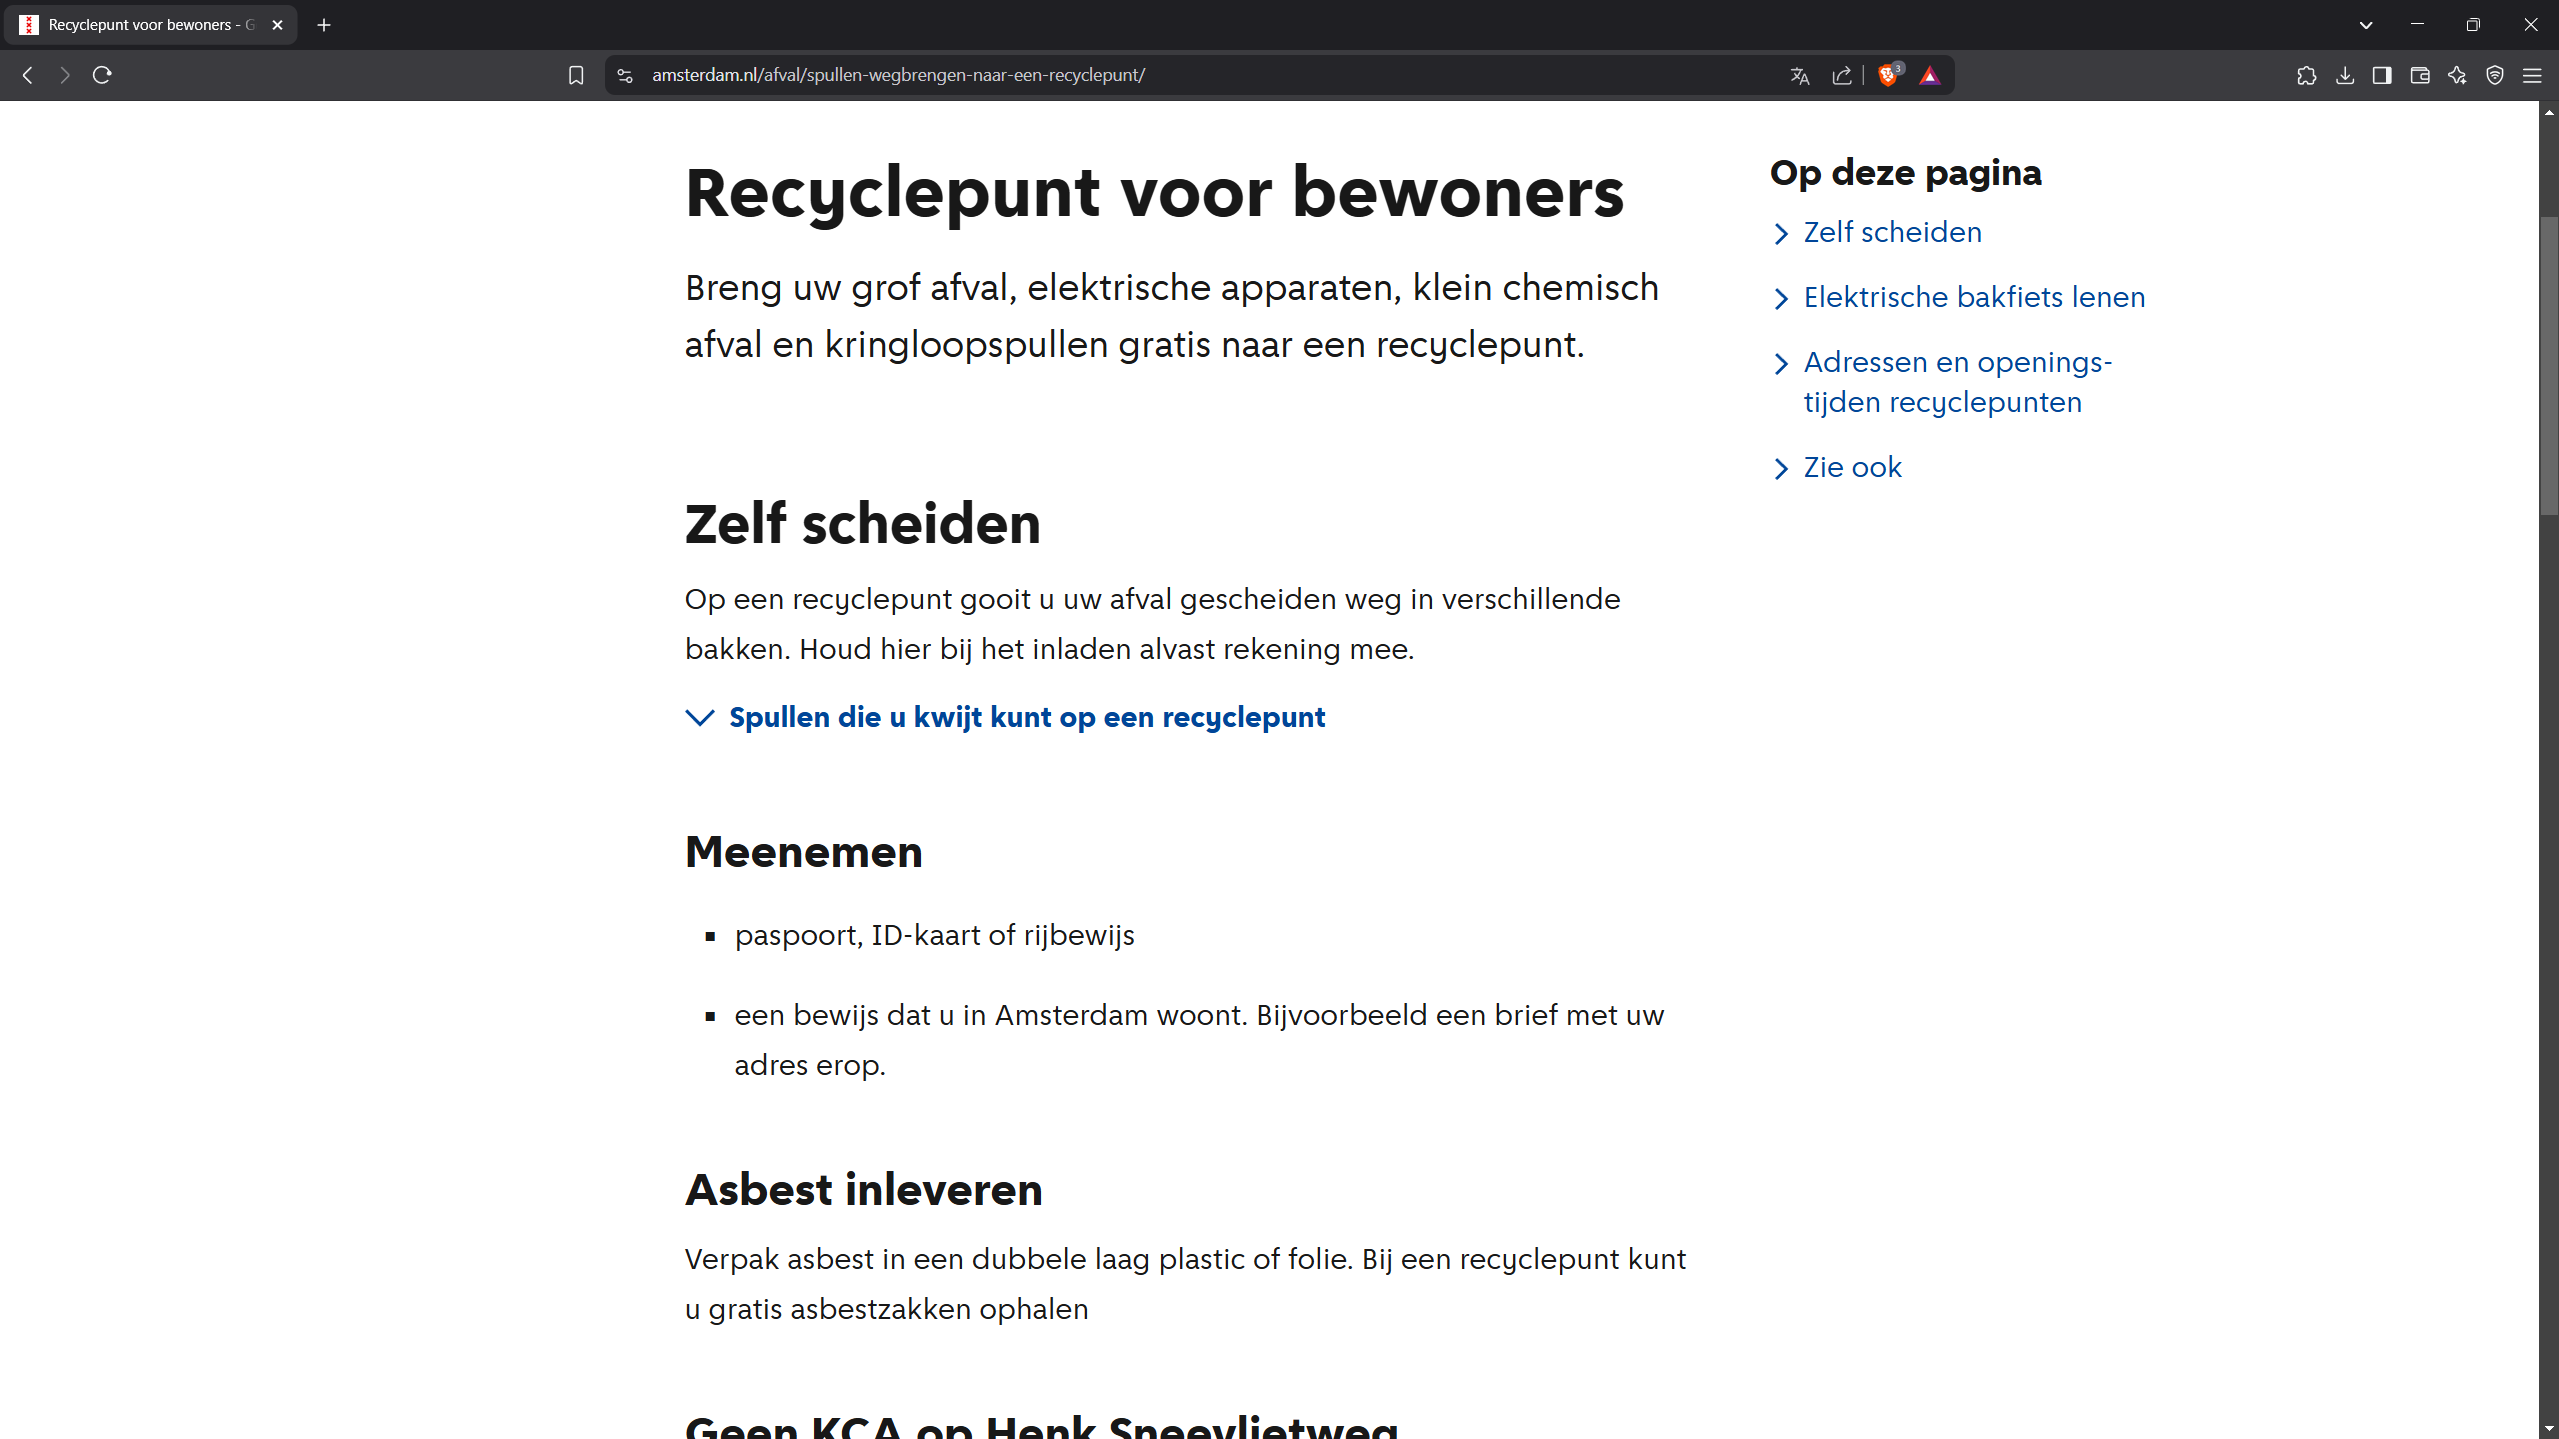 Recyclepunt voor bewoners - G
amsterdam.nl/afval/spullen-wegbrengen-naar-een-recyclepunt/
3
Recyclepunt voor bewoners
Breng uw grof afval, elektrische apparaten, klein chemisch
afval en kringloopspullen gratis naar een recyclepunt.
Zelf scheiden
Op een recyclepunt gooit u uw afval gescheiden weg in verschillende
bakken. Houd hier bij het inladen alvast rekening mee.
Spullen die u kwijt kunt op een recyclepunt
Meenemen
paspoort, ID-kaart of rijbewijs
een bewijs dat u in Amsterdam woont. Bijvoorbeeld een brief met uw
adres erop.
Asbest inleveren
Verpak asbest in een dubbele laag plastic of folie. Bij een recyclepunt kunt
u gratis asbestzakken ophalen
Geen KCA op Henk Sneevlietweg
Op deze pagina
Zelf scheiden
Elektrische bakfiets lenen
Adressen en openings-
tijden recyclepunten
Zie ook